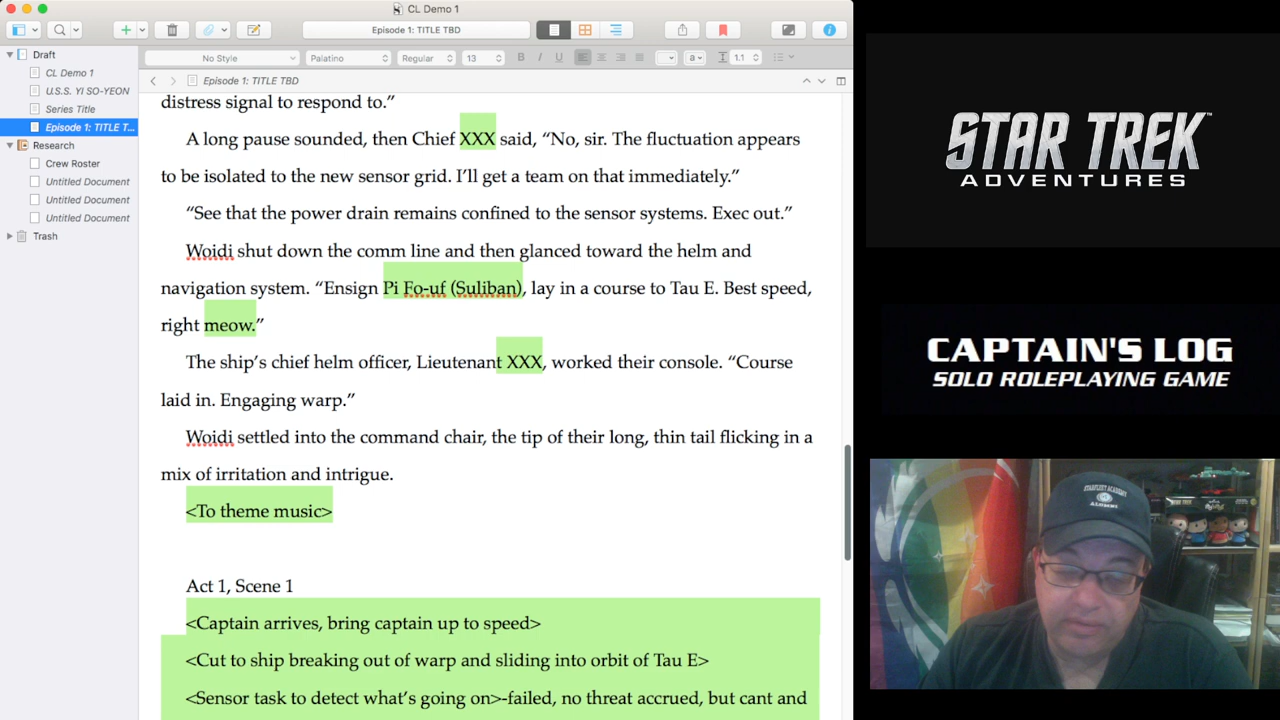 CL Demo 1
Episode 1: TITLE TBD
No Style
Palatino
Regular
13
B
I
U
a
1.1
Draft
CL Demo 1
U.S.S. YI SO-YEON
Series Title
Episode 1: TITLE T...
Research
Crew Roster
Untitled Document
Untitled Document
Untitled Document
Trash
Episode 1: TITLE TBD
distress signal to respond to.”
A long pause sounded, then Chief XXX said, “No, sir. The fluctuation appears
to be isolated to the new sensor grid. I’ll get a team on that immediately.”
“See that the power drain remains confined to the sensor systems. Exec out.”
Woidi shut down the comm line and then glanced toward the helm and
navigation system. “Ensign Pi Fo-uf (Suliban), lay in a course to Tau E. Best speed,
right meow.”
The ship’s chief helm officer, Lieutenant XXX, worked their console. “Course
laid in. Engaging warp.”
Woidi settled into the command chair, the tip of their long, thin tail flicking in a
mix of irritation and intrigue.
<To theme music>
Act 1, Scene 1
<Captain arrives, bring captain up to speed>
<Cut to ship breaking out of warp and sliding into orbit of Tau E>
<Sensor task to detect what’s going on>-failed, no threat accrued, but cant and
STAR TREK™
ADVENTURES
CAPTAIN'S LOG
SOLO ROLEPLAYING GAME
STARFLEET ACADEMY
ALUMNI